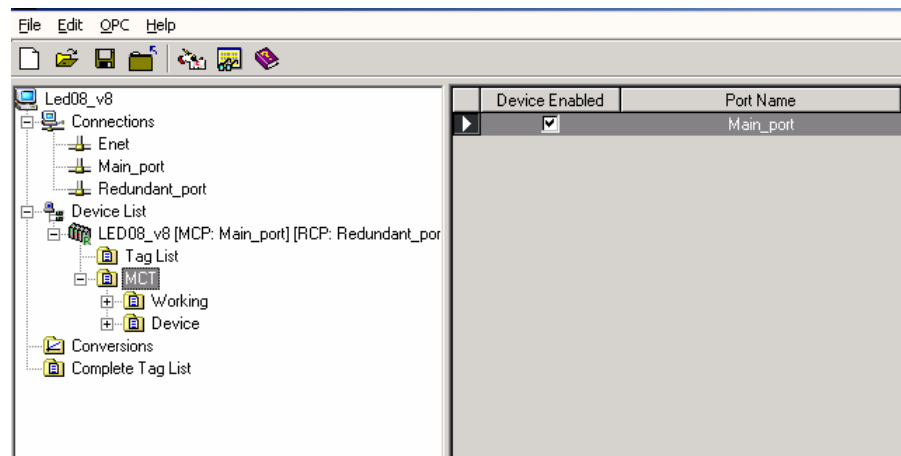 File Edit OPC Help
Led08_v8
Connections
Enet
Main_port
Redundant_port
Device List
LED08_v8 [MCP: Main_port] [RCP: Redundant_por
Tag List
MCT
Working
Device
Conversions
Complete Tag List
Device Enabled Port Name
Main_port